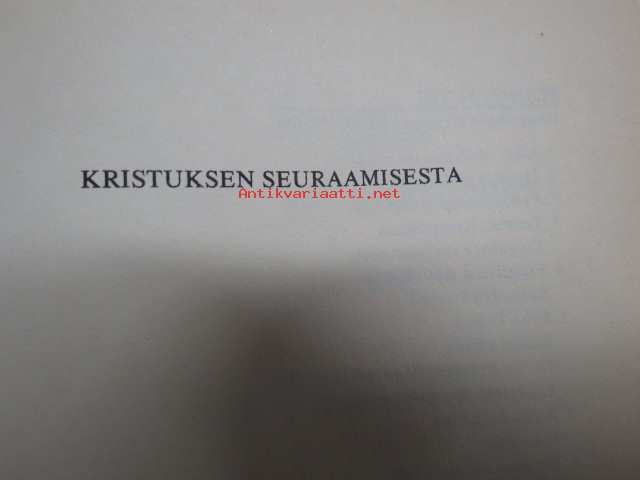 KRISTUKSEN SEURAAMISESTA
Antikvariaatti.net